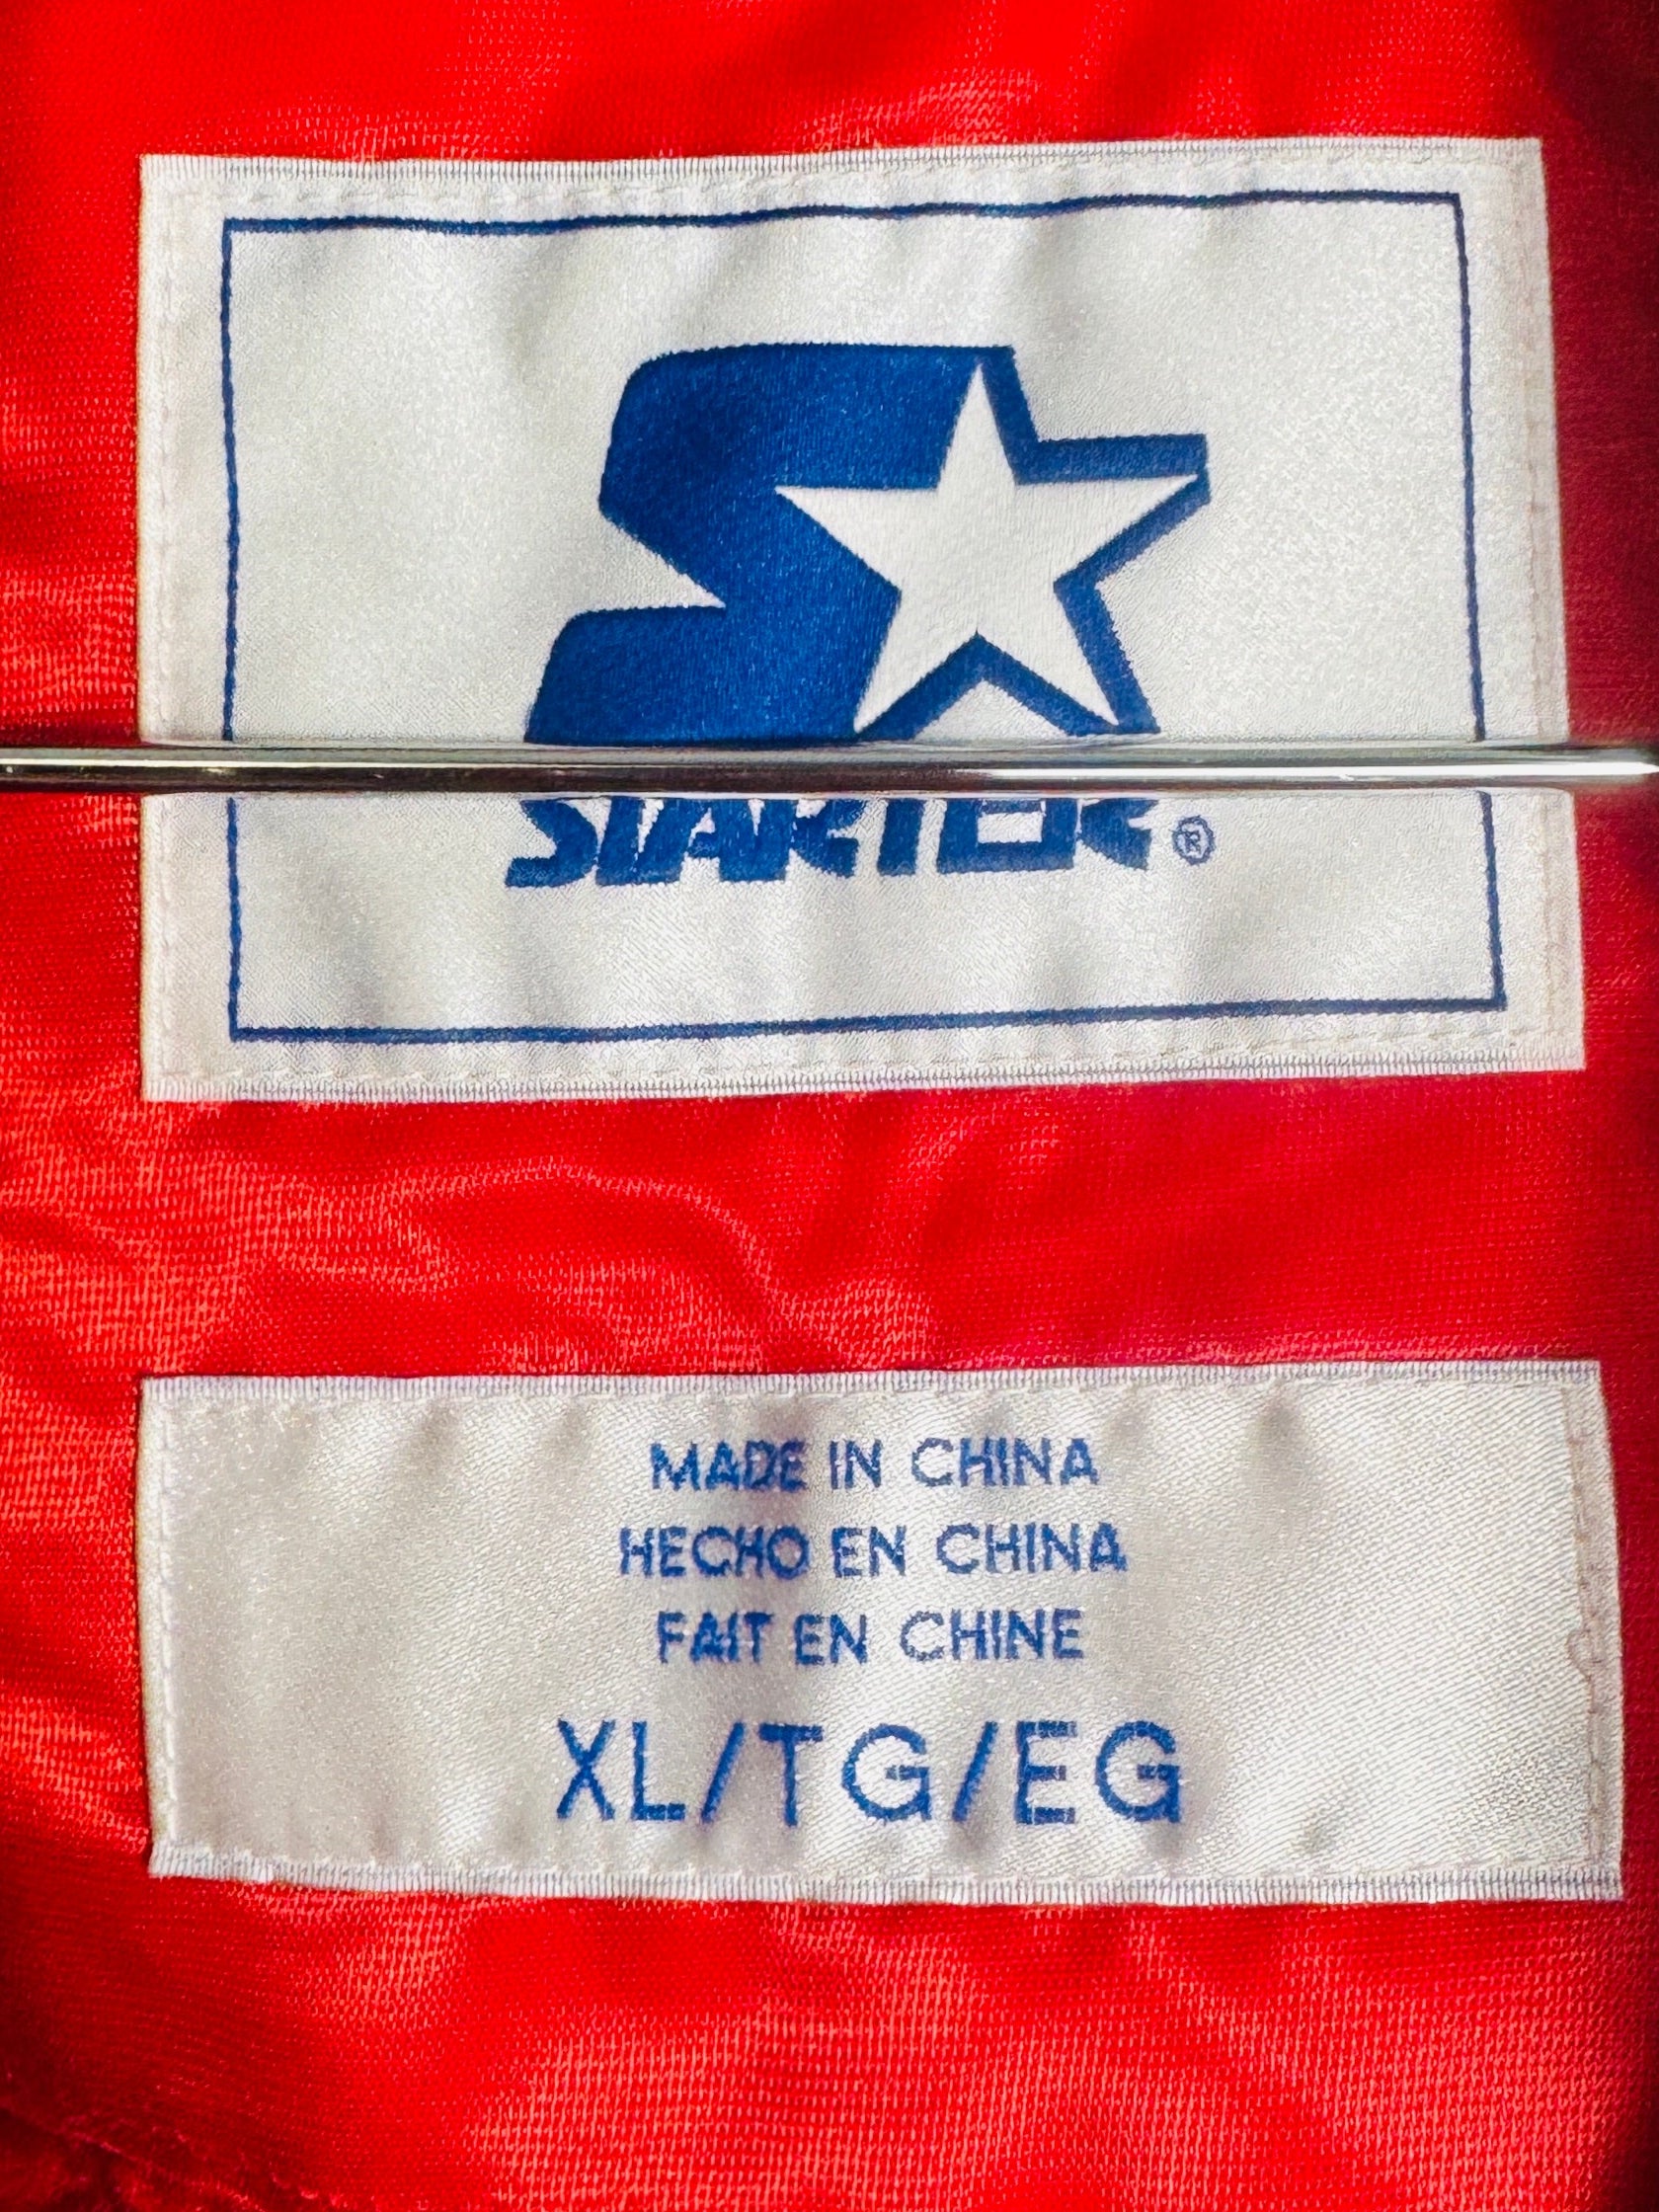 STARTER®
MADE IN CHINA
HECHO EN CHINA
FAIT EN CHINE
XL/TG/EG